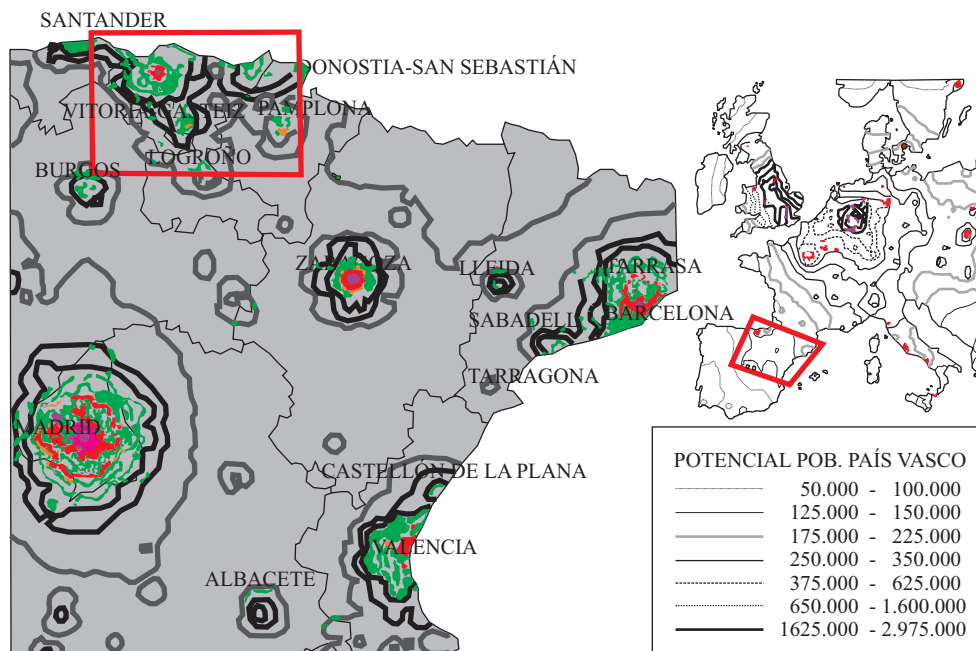 SANTANDER
DONOSTIA-SAN SEBASTIÁN
VITORIA-GASTEIZ
PAMPLONA
LOGROÑO
BURGOS
ZARAGOZA
LLEIDA
TARRASA
SABADELL
BARCELONA
TARRAGONA
MADRID
CASTELLÓN DE LA PLANA
VALENCIA
ALBACETE
POTENCIAL POB. PAÍS VASCO
50.000 - 100.000
125.000 - 150.000
175.000 - 225.000
250.000 - 350.000
375.000 - 625.000
650.000 - 1.600.000
1625.000 - 2.975.000